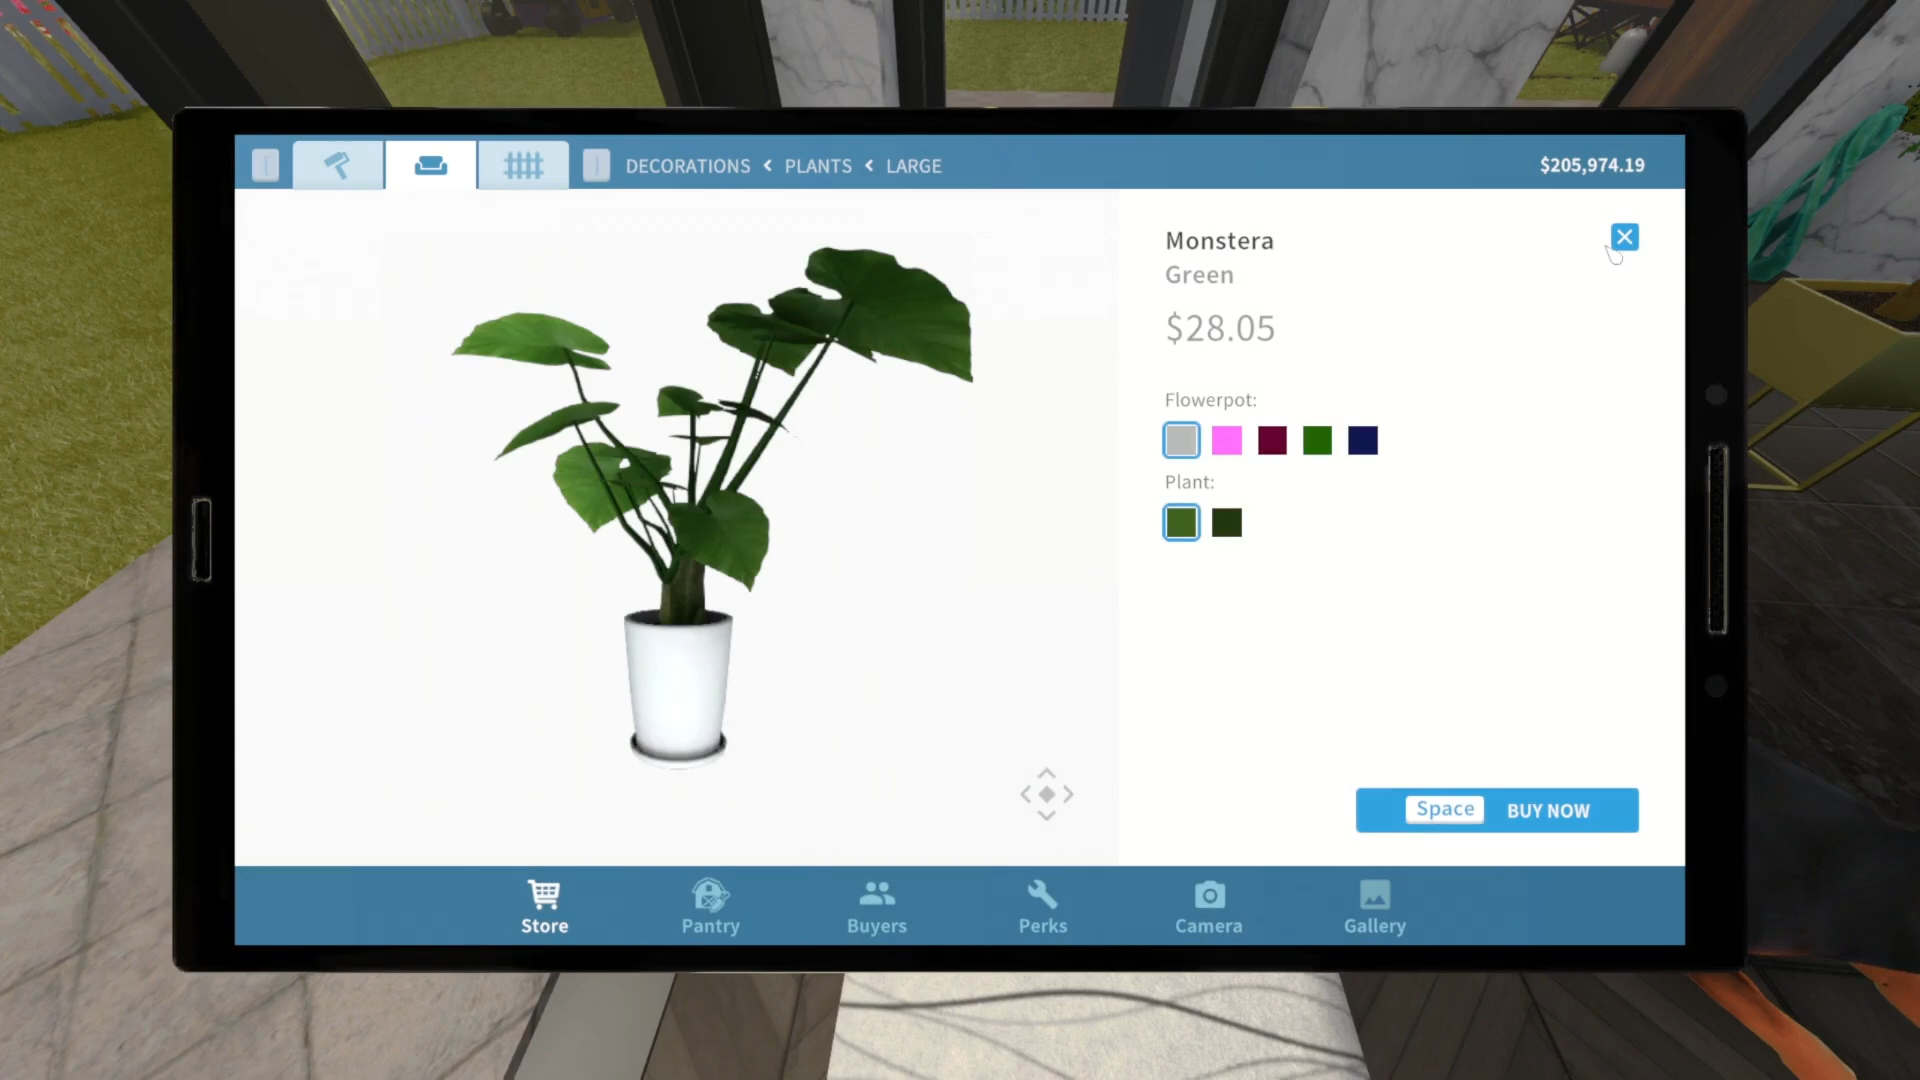 [ ] DECORATIONS < PLANTS < LARGE $205,974.19
Monstera
Green
$28.05
Flowerpot:
Plant:
Space BUY NOW
Store Pantry Buyers Perks Camera Gallery